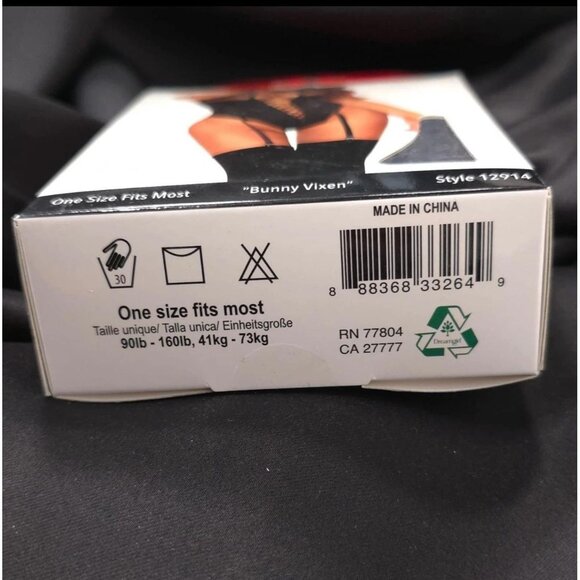 One Size Fits Most
"Bunny Vixen"
Style 12914
MADE IN CHINA
30
8 88368 33264 9
One size fits most
Taille unique/ Talla unica/ Einheitsgroße
90lb - 160lb, 41kg - 73kg
RN 77804
CA 27777
Dreamgirl